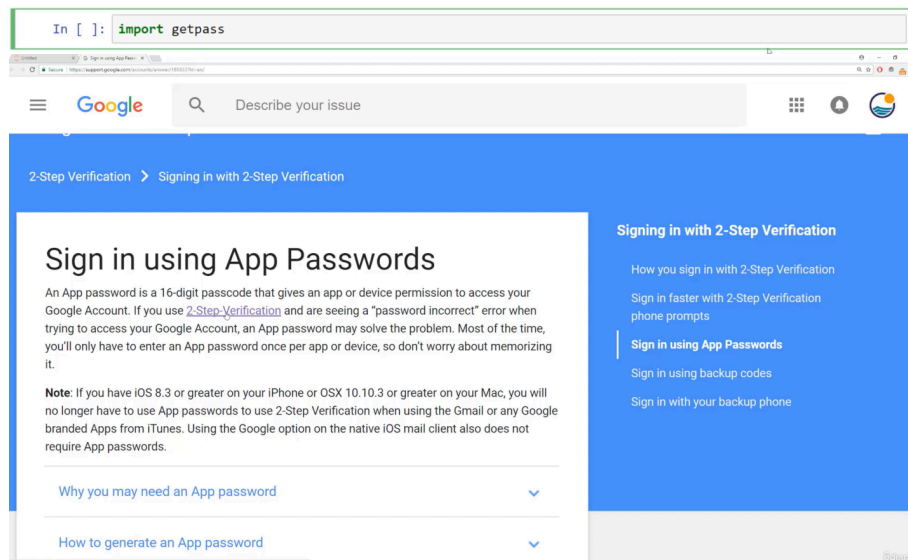 In [ ]: import getpass
Untitled
Sign in using App Passw
Secure
Google
Describe your issue
2-Step Verification > Signing in with 2-Step Verification
Sign in using App Passwords
An App password is a 16-digit passcode that gives an app or device permission to access your
Google Account. If you use 2-Step-Verification and are seeing a "password incorrect" error when
trying to access your Google Account, an App password may solve the problem. Most of the time,
you'll only have to enter an App password once per app or device, so don't worry about memorizing
it.
Note: If you have iOS 8.3 or greater on your iPhone or OSX 10.10.3 or greater on your Mac, you will
no longer have to use App passwords to use 2-Step Verification when using the Gmail or any Google
branded Apps from iTunes. Using the Google option on the native iOS mail client also does not
require App passwords.
Why you may need an App password
How to generate an App password
Signing in with 2-Step Verification
How you sign in with 2-Step Verification
Sign in faster with 2-Step Verification
phone prompts
Sign in using App Passwords
Sign in using backup codes
Sign in with your backup phone